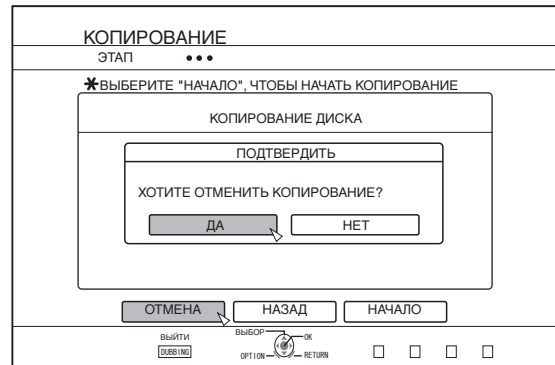 КОПИРОВАНИЕ
ЭТАП
*ВЫБЕРИТЕ "НАЧАЛО", ЧТОБЫ НАЧАТЬ КОПИРОВАНИЕ
КОПИРОВАНИЕ ДИСКА
ПОДТВЕРДИТЬ
ХОТИТЕ ОТМЕНИТЬ КОПИРОВАНИЕ?
ДА НЕТ
ОТМЕНА НАЗАД НАЧАЛО
ВЫЙТИ ВЫБОР OK
DUBBING OPTION RETURN